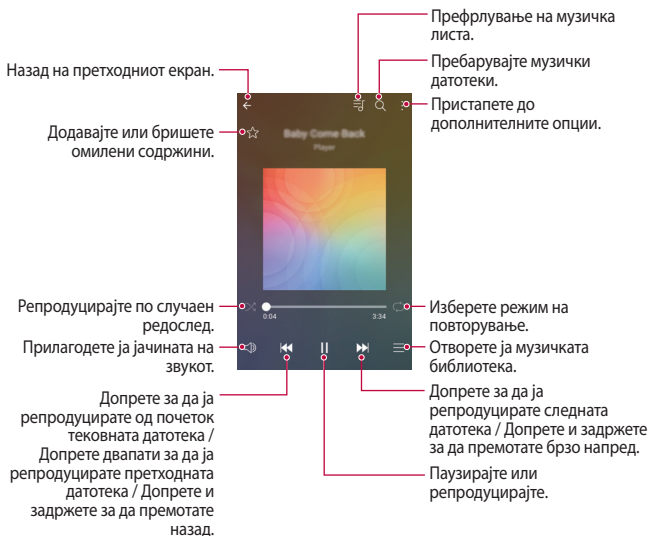 Префрлување на музичка
листа.
Назад на претходниот екран.
Пребарувајте музички
датотеки.
Пристапете до
дополнителните опции.
Додавајте или бришете
омилени содржини.
Baby Come Back
Player
0:04
3:34
Репродуцирајте по случаен
редослед.
Изберете режим на
повторување.
Прилагодете ја јачината на
звукот.
Отворете ја музичката
библиотека.
Допрете за да ја
репродуцирате од почеток
тековната датотека /
Допрете двапати за да ја
репродуцирате претходната
датотека / Допрете и
задржете за да премотате
назад.
Допрете за да ја
репродуцирате следната
датотека / Допрете и задржете
за да премотате брзо напред.
Паузирајте или
репродуцирајте.